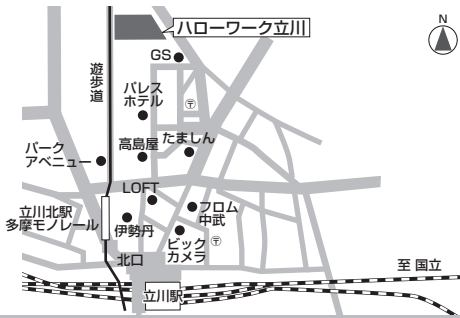 ハローワーク立川
N
GS
遊歩道
パレス
ホテル
〒
高島屋
たましん
パーク
アベニュー
LOFT
立川北駅
多摩モノレール
伊勢丹
フロム
中武
ビック
カメラ
〒
北口
至 国立
立川駅